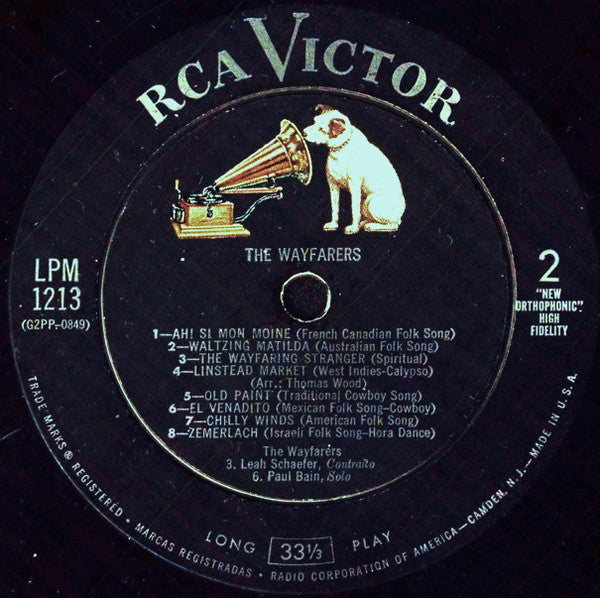 RCA VICTOR
THE WAYFARERS
LPM
1213
(G2PP-0849)
2
"NEW
ORTHOPHONIC"
HIGH
FIDELITY
1—AH! SI MON MOINE (French Canadian Folk Song)
2—WALTZING MATILDA (Australian Folk Song)
3—THE WAYFARING STRANGER (Spiritual)
4—LINSTEAD MARKET (West Indies-Calypso)
(Arr.: Thomas Wood)
5—OLD PAINT (Traditional Cowboy Song)
6—EL VENADITO (Mexican Folk Song-Cowboy)
7—CHILLY WINDS (American Folk Song)
8—ZEMERLACH (Israeli Folk Song-Hora Dance)
The Wayfarers
3. Leah Schaefer, Contralto
6. Paul Bain, Solo
LONG 33⅓ PLAY
TRADE MARKS ® REGISTERED • MARCAS REGISTRADAS • RADIO CORPORATION OF AMERICA—CAMDEN, N.J.—MADE IN U.S.A.